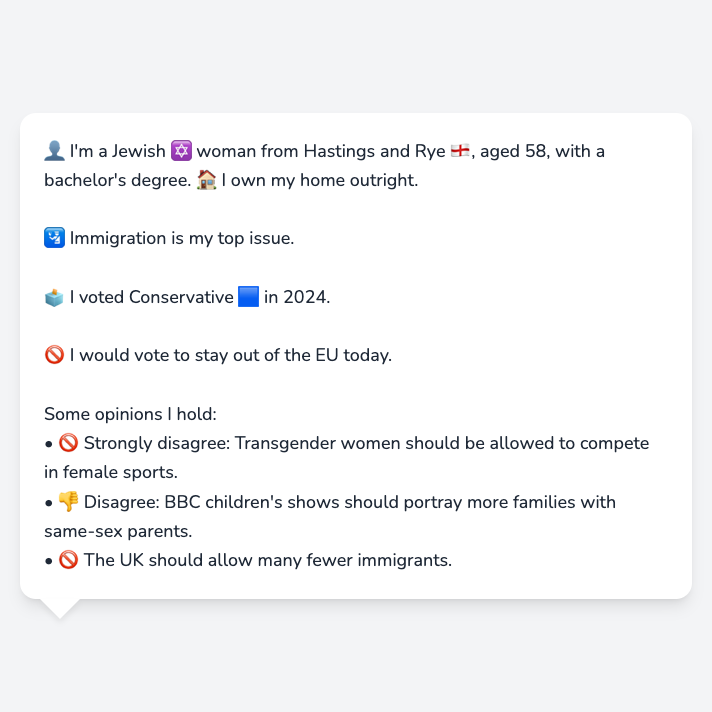 👤 I'm a Jewish ✡️ woman from Hastings and Rye 🏴󠁧󠁢󠁥󠁮󠁧󠁿, aged 58, with a
bachelor's degree. 🏠 I own my home outright.
🛂 Immigration is my top issue.
🗳️ I voted Conservative 🟦 in 2024.
🚫 I would vote to stay out of the EU today.
Some opinions I hold:
• 🚫 Strongly disagree: Transgender women should be allowed to compete
in female sports.
• 👎 Disagree: BBC children's shows should portray more families with
same-sex parents.
• 🚫 The UK should allow many fewer immigrants.